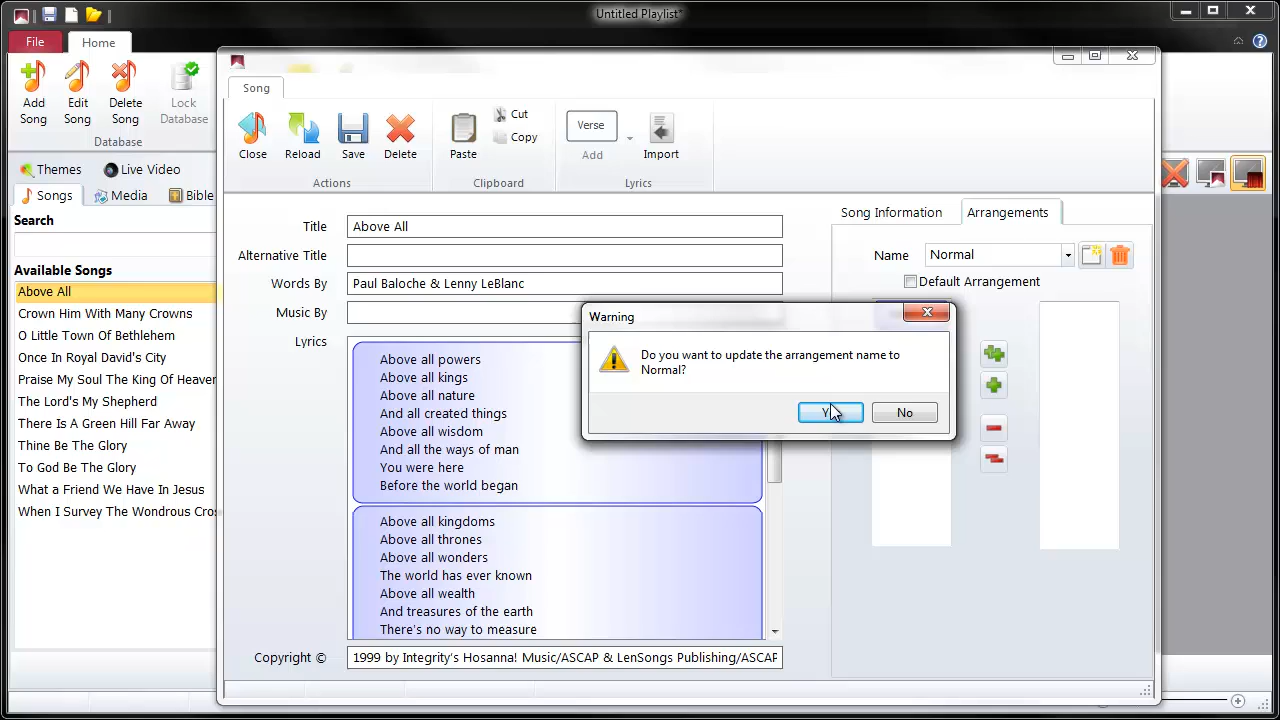 Untitled Playlist*
File
Home
Add Song
Edit Song
Delete Song
Lock Database
Database
Themes
Live Video
Songs
Media
Bible
Search
Available Songs
Above All
Crown Him With Many Crowns
O Little Town Of Bethlehem
Once In Royal David's City
Praise My Soul The King Of Heaven
The Lord's My Shepherd
There Is A Green Hill Far Away
Thine Be The Glory
To God Be The Glory
What a Friend We Have In Jesus
When I Survey The Wondrous Cros
Song
Close
Reload
Save
Delete
Actions
Paste
Cut
Copy
Clipboard
Verse
Add
Import
Lyrics
Title
Above All
Alternative Title
Words By
Paul Baloche & Lenny LeBlanc
Music By
Lyrics
Above all powers
Above all kings
Above all nature
And all created things
Above all wisdom
And all the ways of man
You were here
Before the world began
Above all kingdoms
Above all thrones
Above all wonders
The world has ever known
Above all wealth
And treasures of the earth
There's no way to measure
Copyright ©
1999 by Integrity's Hosanna! Music/ASCAP & LenSongs Publishing/ASCAP
Song Information
Arrangements
Name
Normal
Default Arrangement
Warning
Do you want to update the arrangement name to
Normal?
No